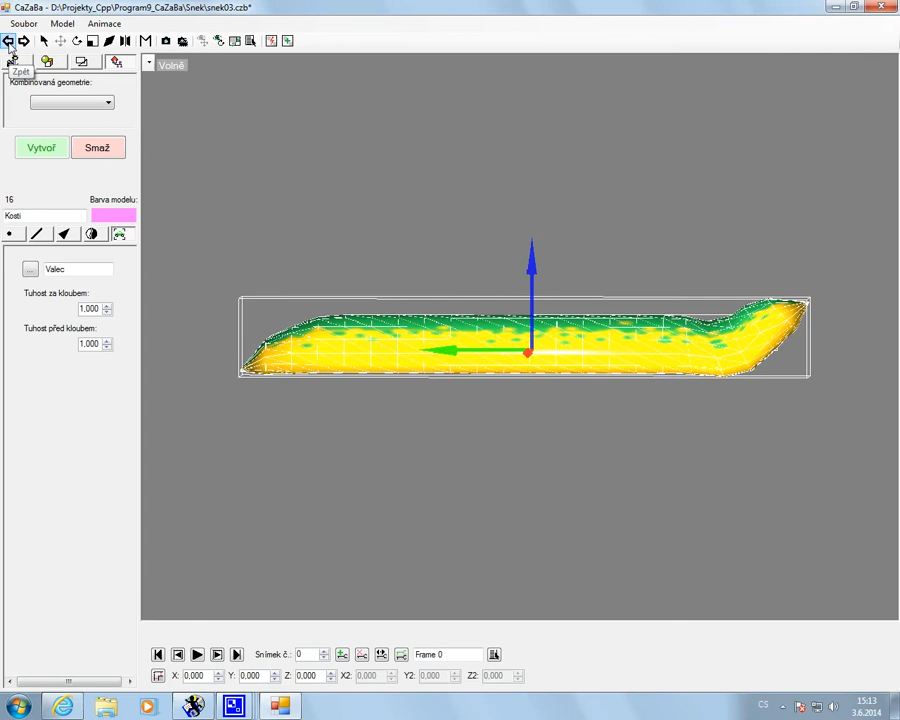 CaZaBa - D:\Projekty_Cpp\Program9_CaZaBa\Snek\snek03.czb*
Soubor Model Animace
Zpět
Volně
Kombinovaná geometrie:
Vytvoř Smaž
16 Barva modelu:
Kosti
... Valec
Tuhost za kloubem:
1,000
Tuhost před kloubem:
1,000
Snímek č.: 0 Frame 0
X: 0,000 Y: 0,000 Z: 0,000 X2: 0,000 Y2: 0,000 Z2: 0,000
CS 15:13
3.6.2014